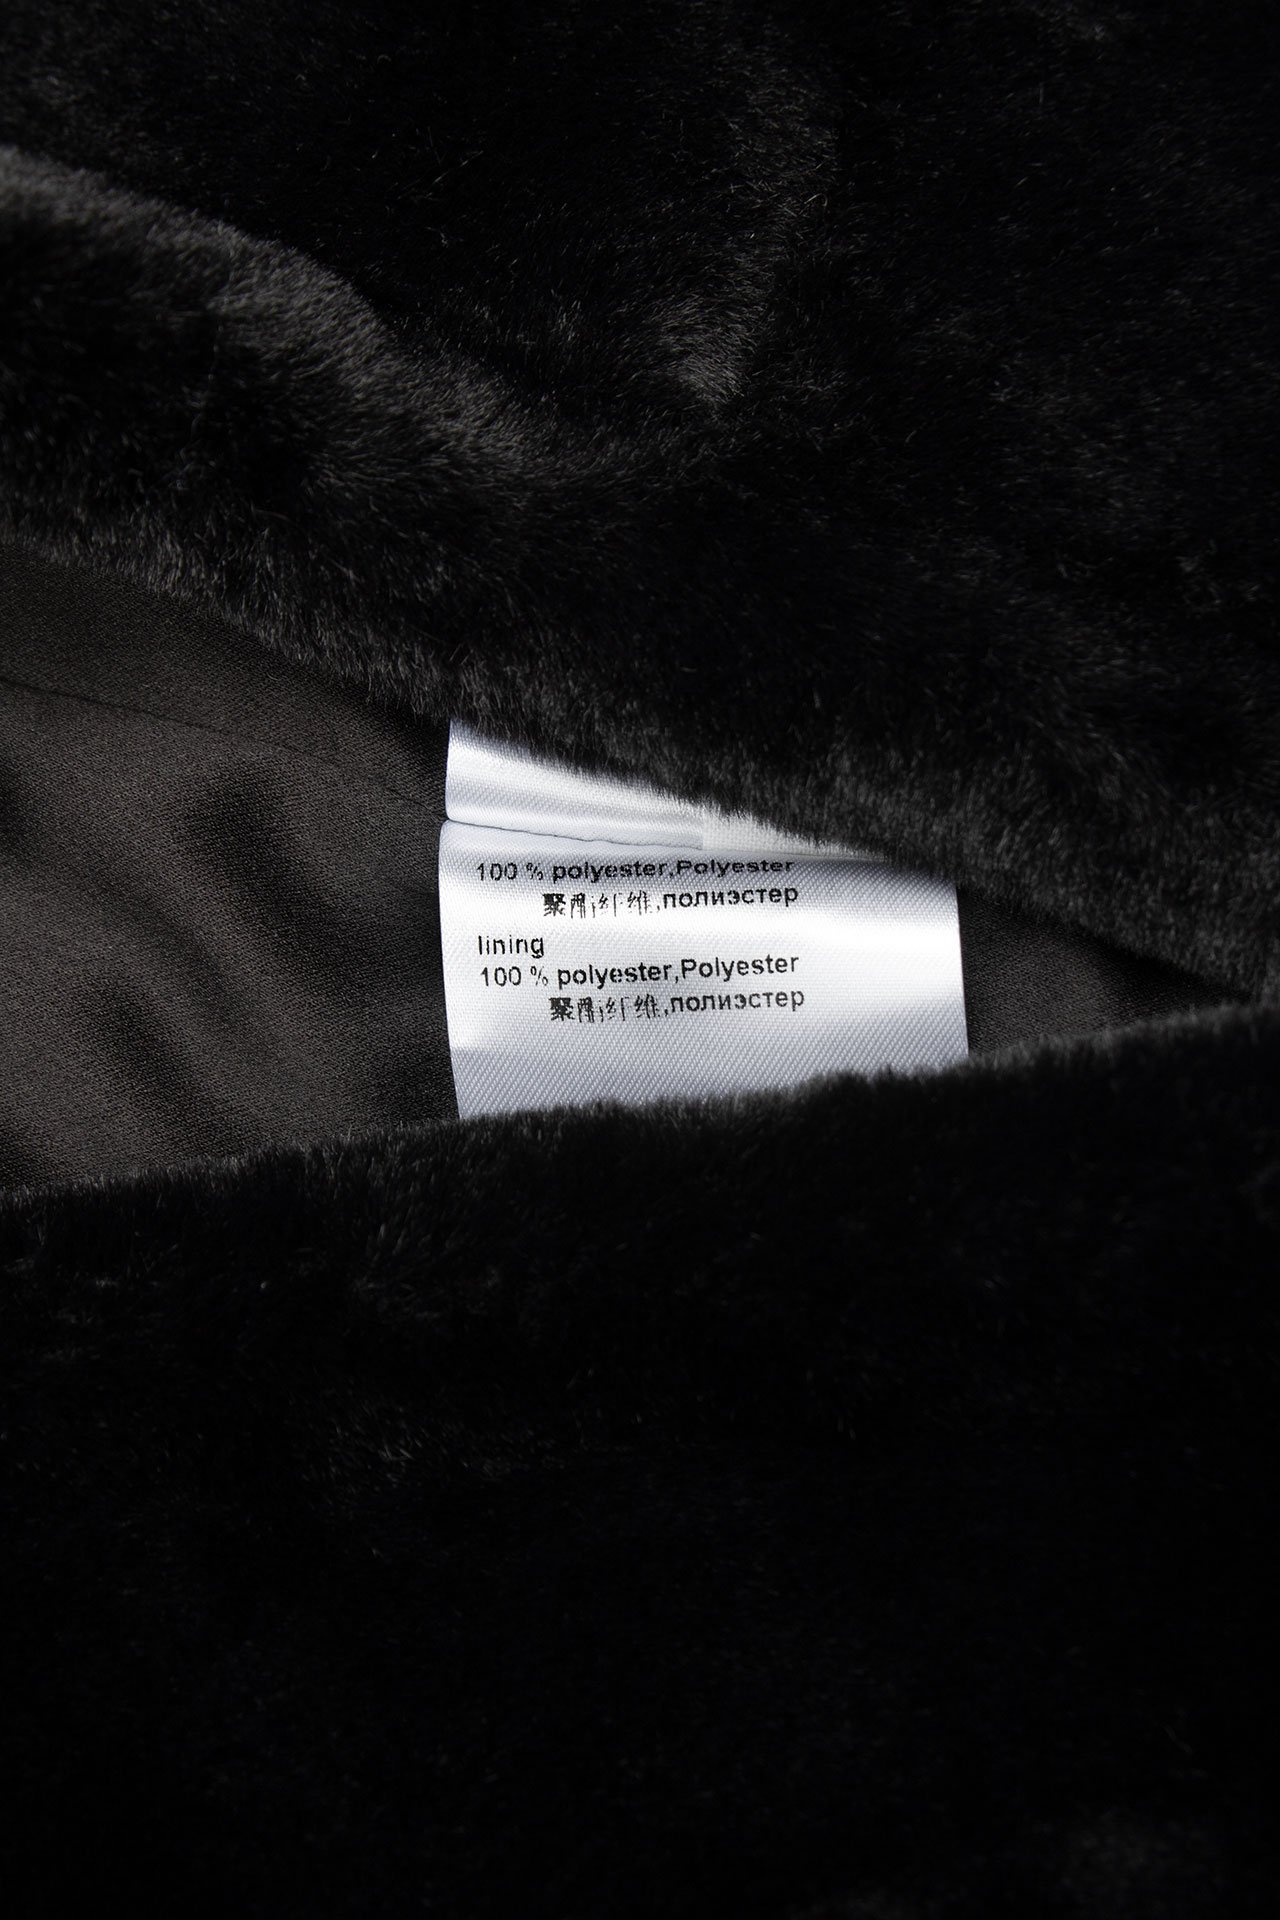 100 % polyester,Polyester
聚酯纤维,полиэстер
lining
100 % polyester,Polyester
聚酯纤维,полиэстер